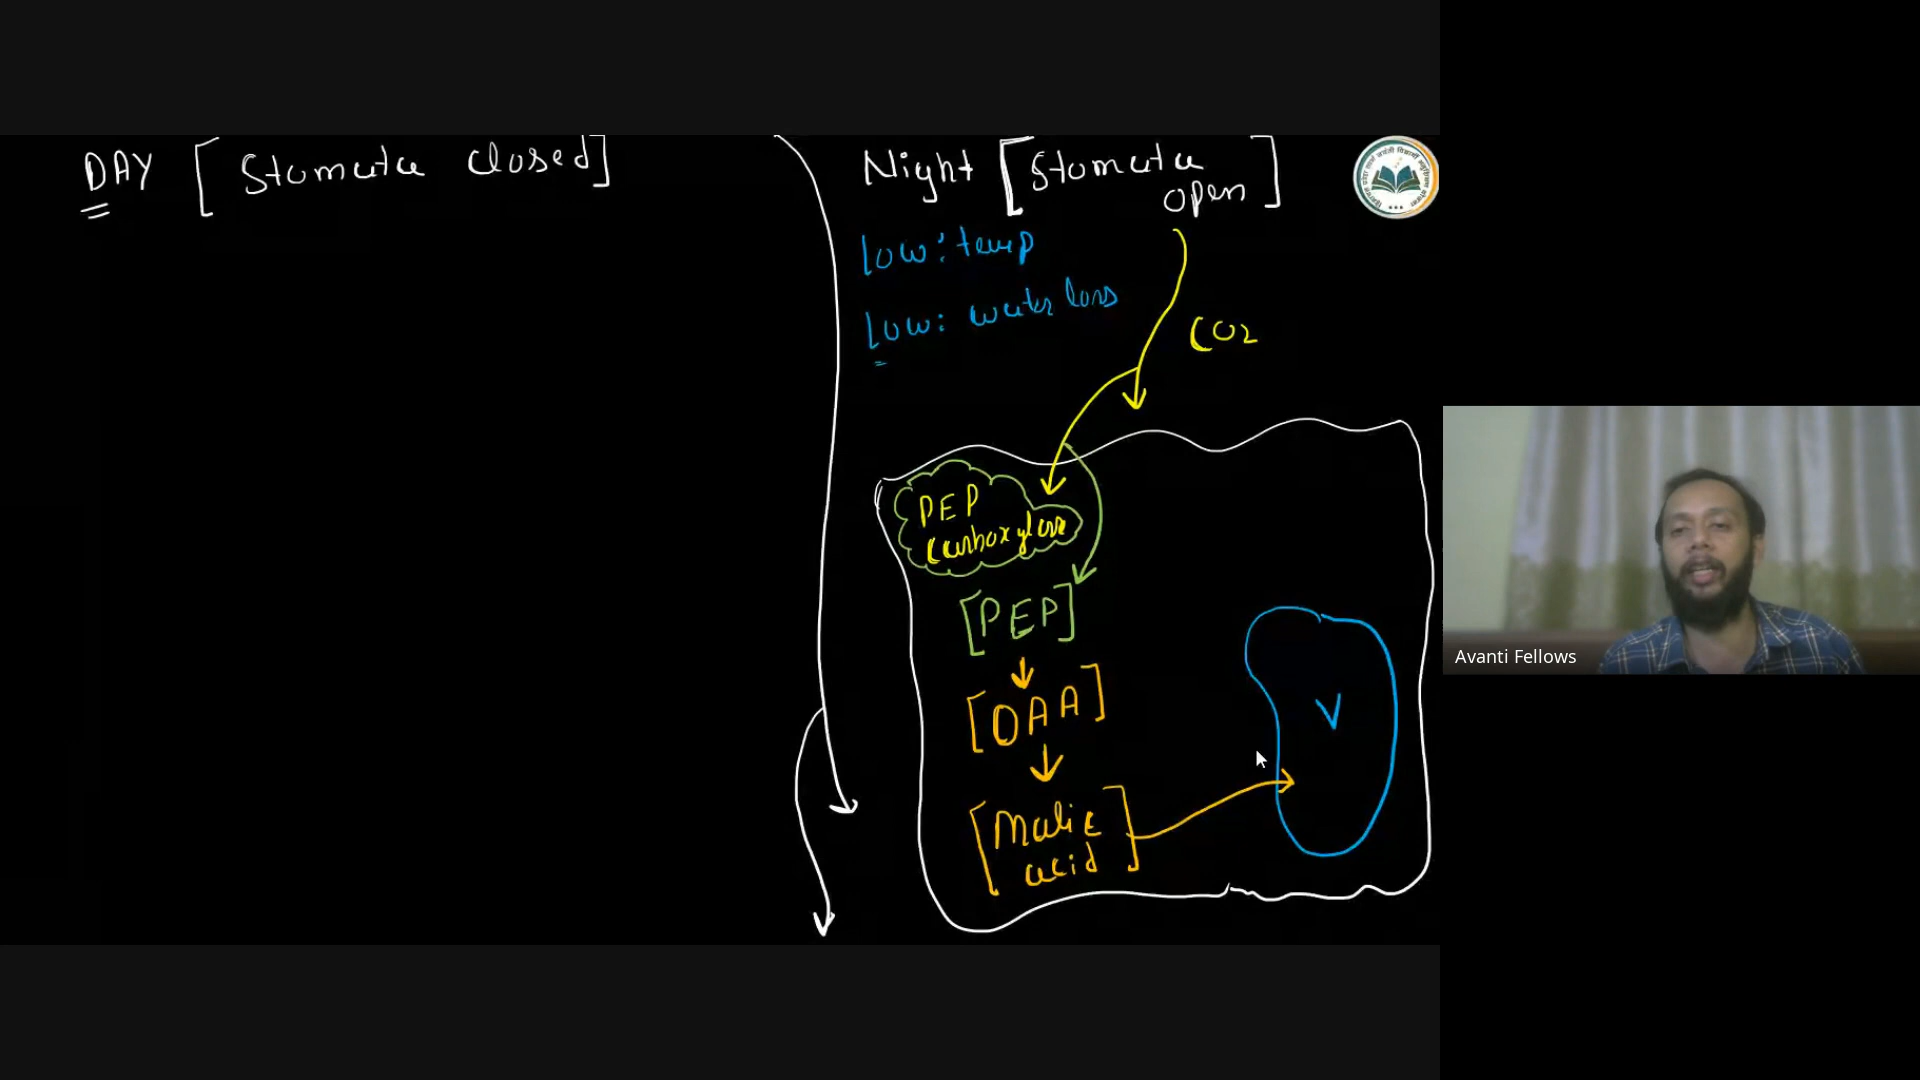 DAY [Stomata closed]
Night [Stomata
open]
low: temp
Low: water loss
CO2
PEP
Carboxylase
[PEP]
[OAA]
[Malic
acid]
V
Avanti Fellows